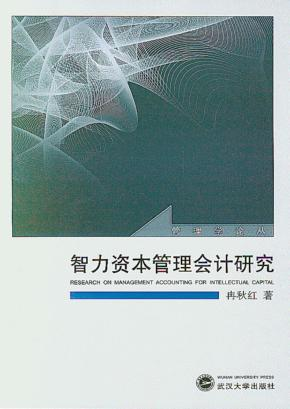 管理学论丛
智力资本管理会计研究
RESEARCH ON MANAGEMENT ACCOUNTING FOR INTELLECTUAL CAPITAL
冉秋红 著
WUHAN UNIVERSITY PRESS
武汉大学出版社